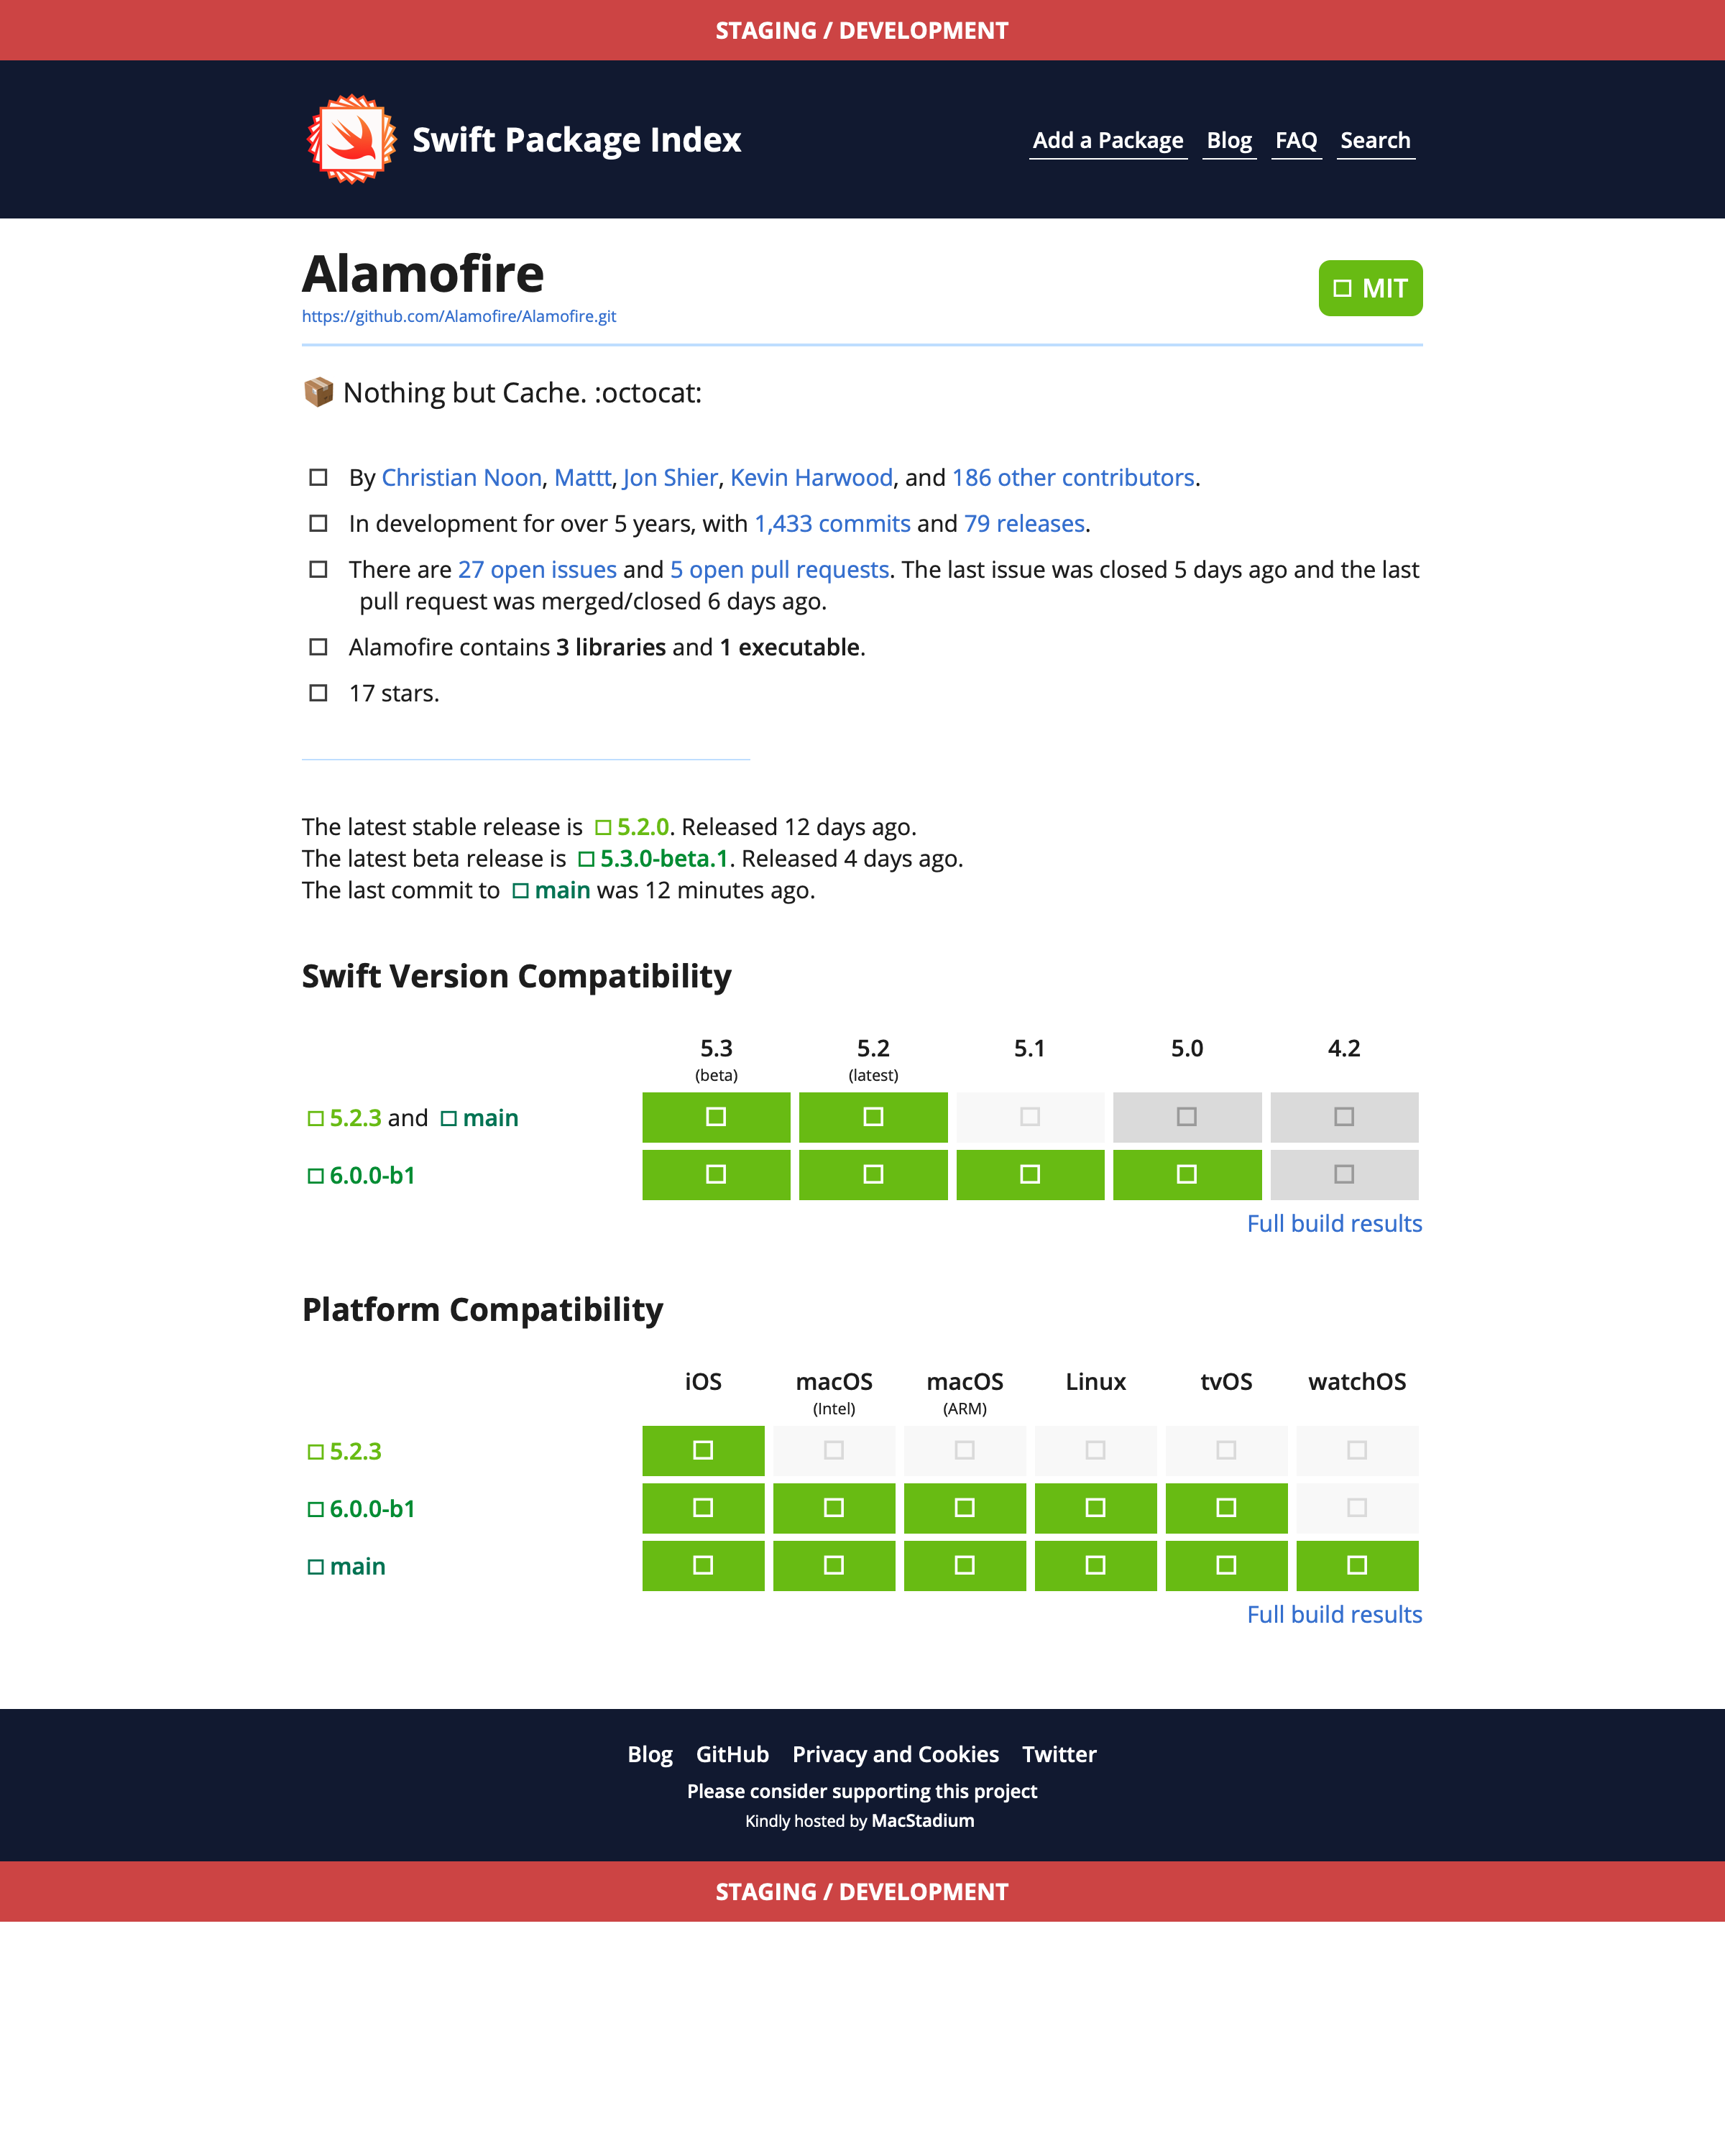 STAGING / DEVELOPMENT
Swift Package Index
Add a Package Blog FAQ Search
Alamofire
MIT
https://github.com/Alamofire/Alamofire.git
Nothing but Cache. :octocat:
By Christian Noon, Mattt, Jon Shier, Kevin Harwood, and 186 other contributors.
In development for over 5 years, with 1,433 commits and 79 releases.
There are 27 open issues and 5 open pull requests. The last issue was closed 5 days ago and the last
pull request was merged/closed 6 days ago.
Alamofire contains 3 libraries and 1 executable.
17 stars.
The latest stable release is 5.2.0. Released 12 days ago.
The latest beta release is 5.3.0-beta.1. Released 4 days ago.
The last commit to main was 12 minutes ago.
Swift Version Compatibility
5.3 5.2 5.1 5.0 4.2
(beta) (latest)
5.2.3 and main
6.0.0-b1
Full build results
Platform Compatibility
iOS macOS macOS Linux tvOS watchOS
(Intel) (ARM)
5.2.3
6.0.0-b1
main
Full build results
Blog GitHub Privacy and Cookies Twitter
Please consider supporting this project
Kindly hosted by MacStadium
STAGING / DEVELOPMENT